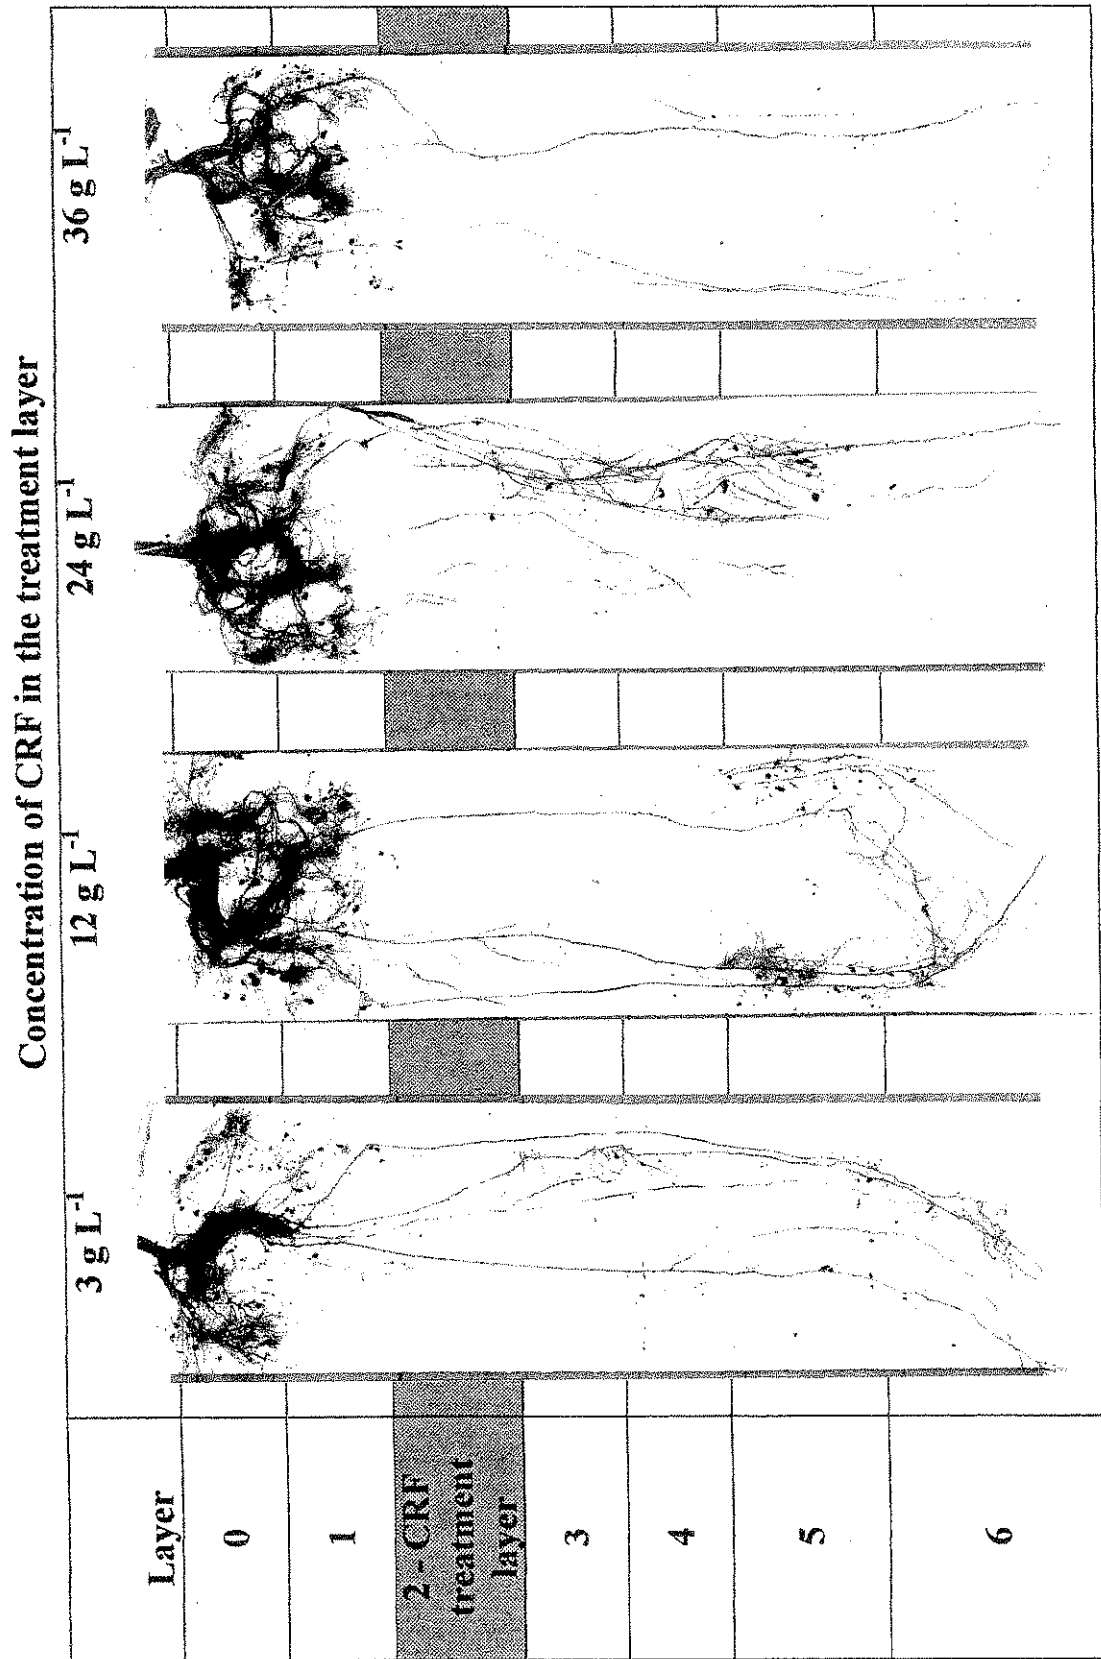 Concentration of CRF in the treatment layer
3 g L⁻¹ 12 g L⁻¹ 24 g L⁻¹ 36 g L⁻¹
Layer
0
1
2 - CRF
treatment
layer
3
4
5
6